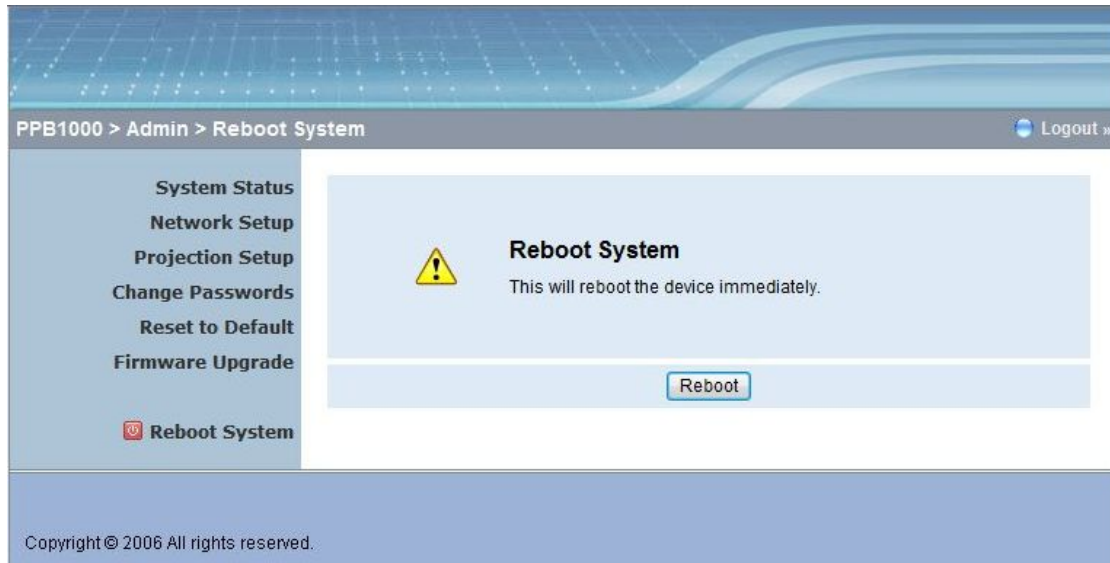 PPB1000 > Admin > Reboot System
Logout »
System Status
Network Setup
Projection Setup
Change Passwords
Reset to Default
Firmware Upgrade
Reboot System
Reboot System
This will reboot the device immediately.
Reboot
Copyright © 2006 All rights reserved.